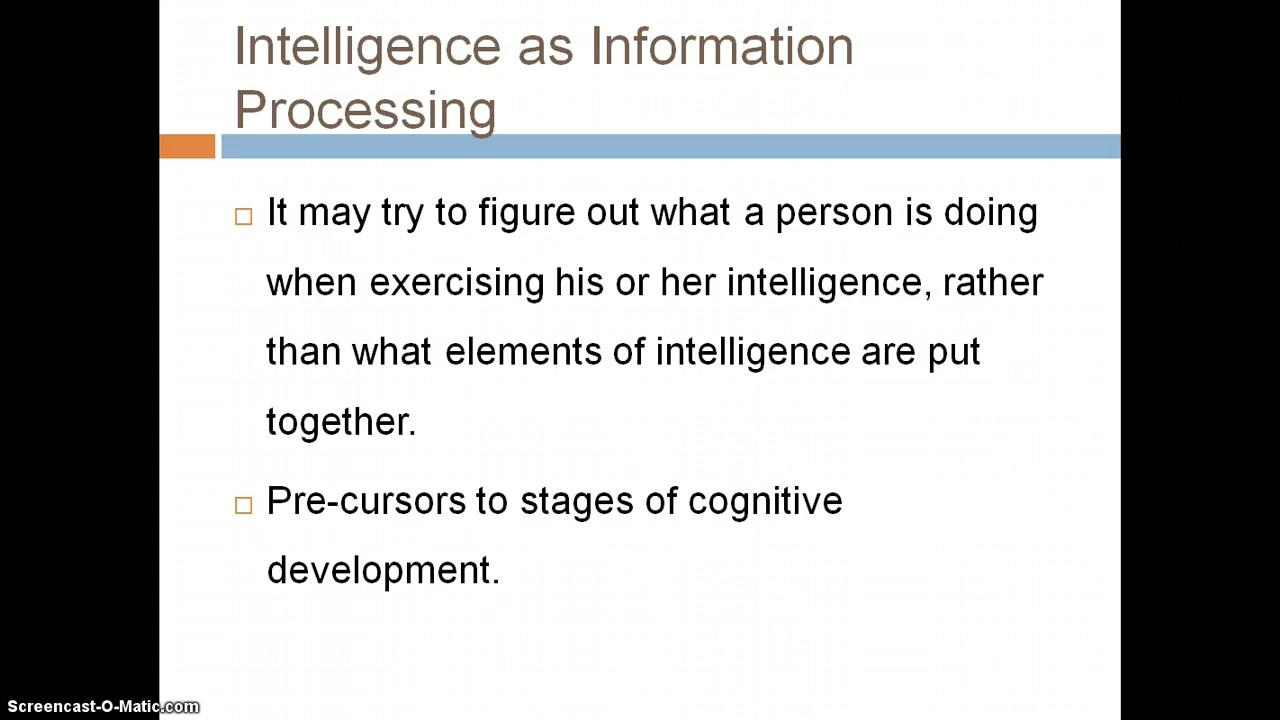 Intelligence as Information
Processing
It may try to figure out what a person is doing
when exercising his or her intelligence, rather
than what elements of intelligence are put
together.
Pre-cursors to stages of cognitive
development.
Screencast-O-Matic.com